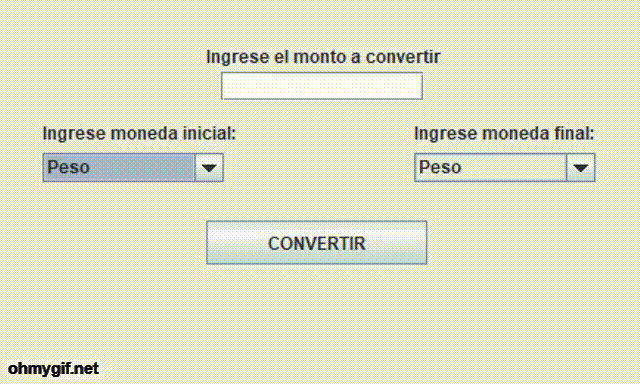 Ingrese el monto a convertir
Ingrese moneda inicial:
Ingrese moneda final:
Peso
Peso
CONVERTIR
ohmygif.net